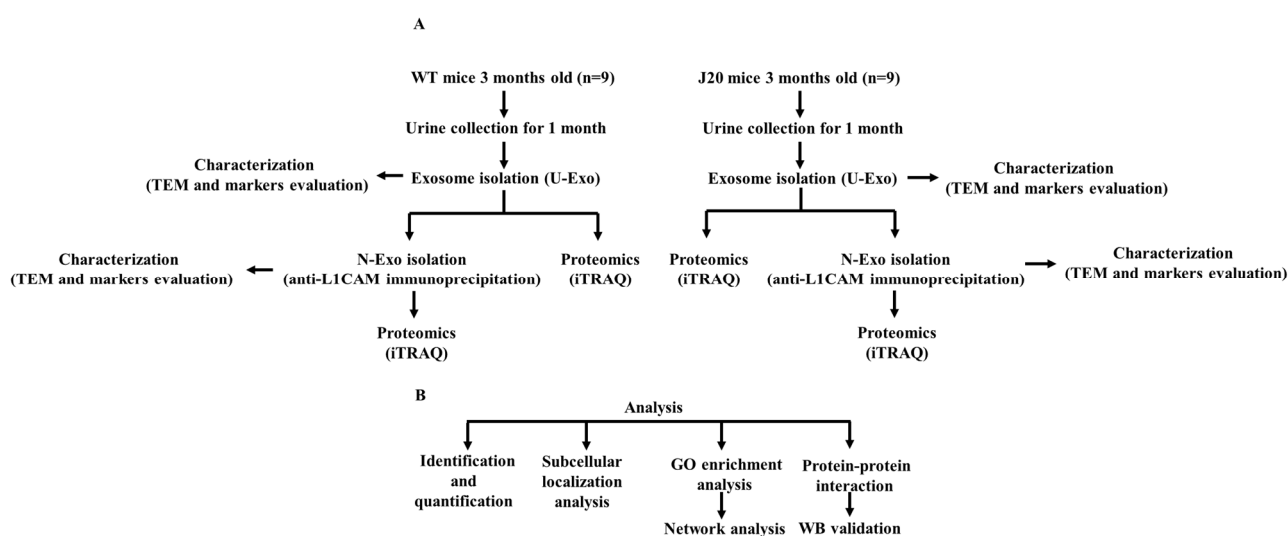 A
WT mice 3 months old (n=9)
J20 mice 3 months old (n=9)
Urine collection for 1 month
Urine collection for 1 month
Characterization
(TEM and markers evaluation)
Exosome isolation (U-Exo)
Exosome isolation (U-Exo)
Characterization
(TEM and markers evaluation)
Characterization
(TEM and markers evaluation)
N-Exo isolation
(anti-L1CAM immunoprecipitation)
Proteomics
(iTRAQ)
Proteomics
(iTRAQ)
N-Exo isolation
(anti-L1CAM immunoprecipitation)
Characterization
(TEM and markers evaluation)
Proteomics
(iTRAQ)
Proteomics
(iTRAQ)
B
Analysis
Identification
and
quantification
Subcellular
localization
analysis
GO enrichment
analysis
Protein-protein
interaction
Network analysis
WB validation